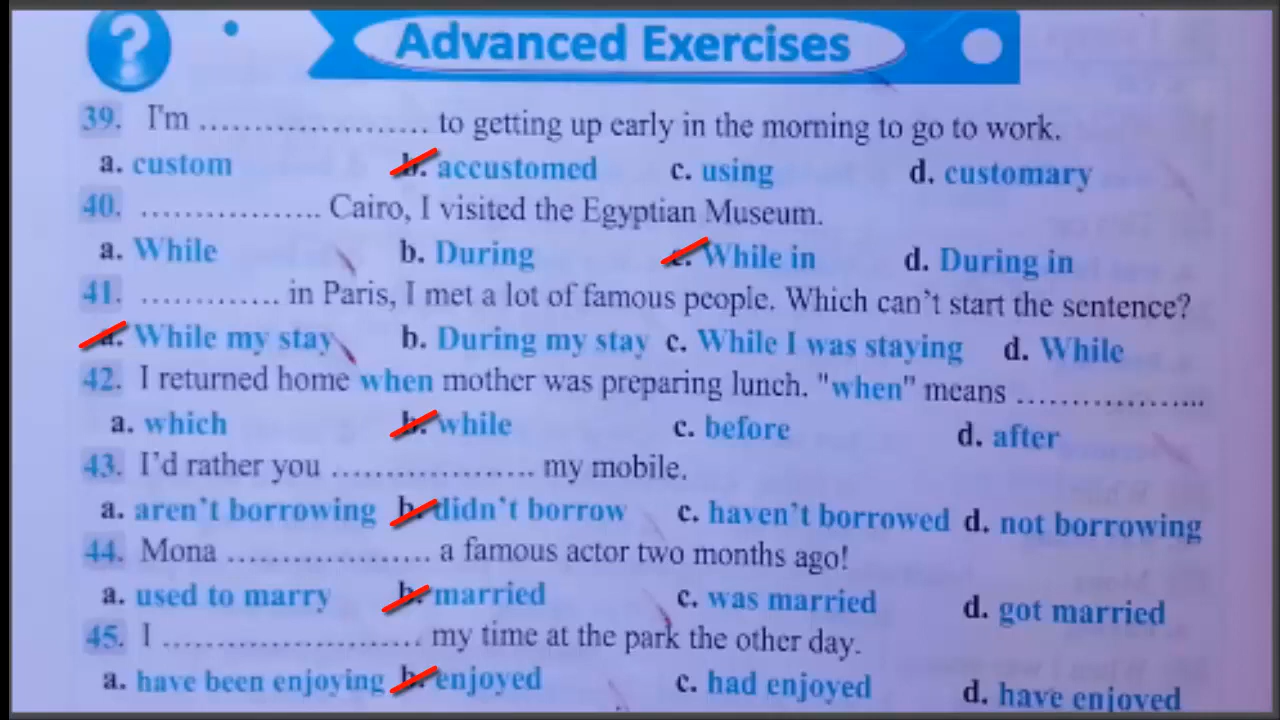 ?
Advanced Exercises
39. I'm ..................... to getting up early in the morning to go to work.
a. custom b. accustomed c. using d. customary
40. ................. Cairo, I visited the Egyptian Museum.
a. While b. During c. While in d. During in
41. ............. in Paris, I met a lot of famous people. Which can't start the sentence?
a. While my stay b. During my stay c. While I was staying d. While
42. I returned home when mother was preparing lunch. "when" means ..................
a. which b. while c. before d. after
43. I'd rather you ................... my mobile.
a. aren't borrowing b. didn't borrow c. haven't borrowed d. not borrowing
44. Mona ................... a famous actor two months ago!
a. used to marry b. married c. was married d. got married
45. I ........................ my time at the park the other day.
a. have been enjoying b. enjoyed c. had enjoyed d. have enjoyed